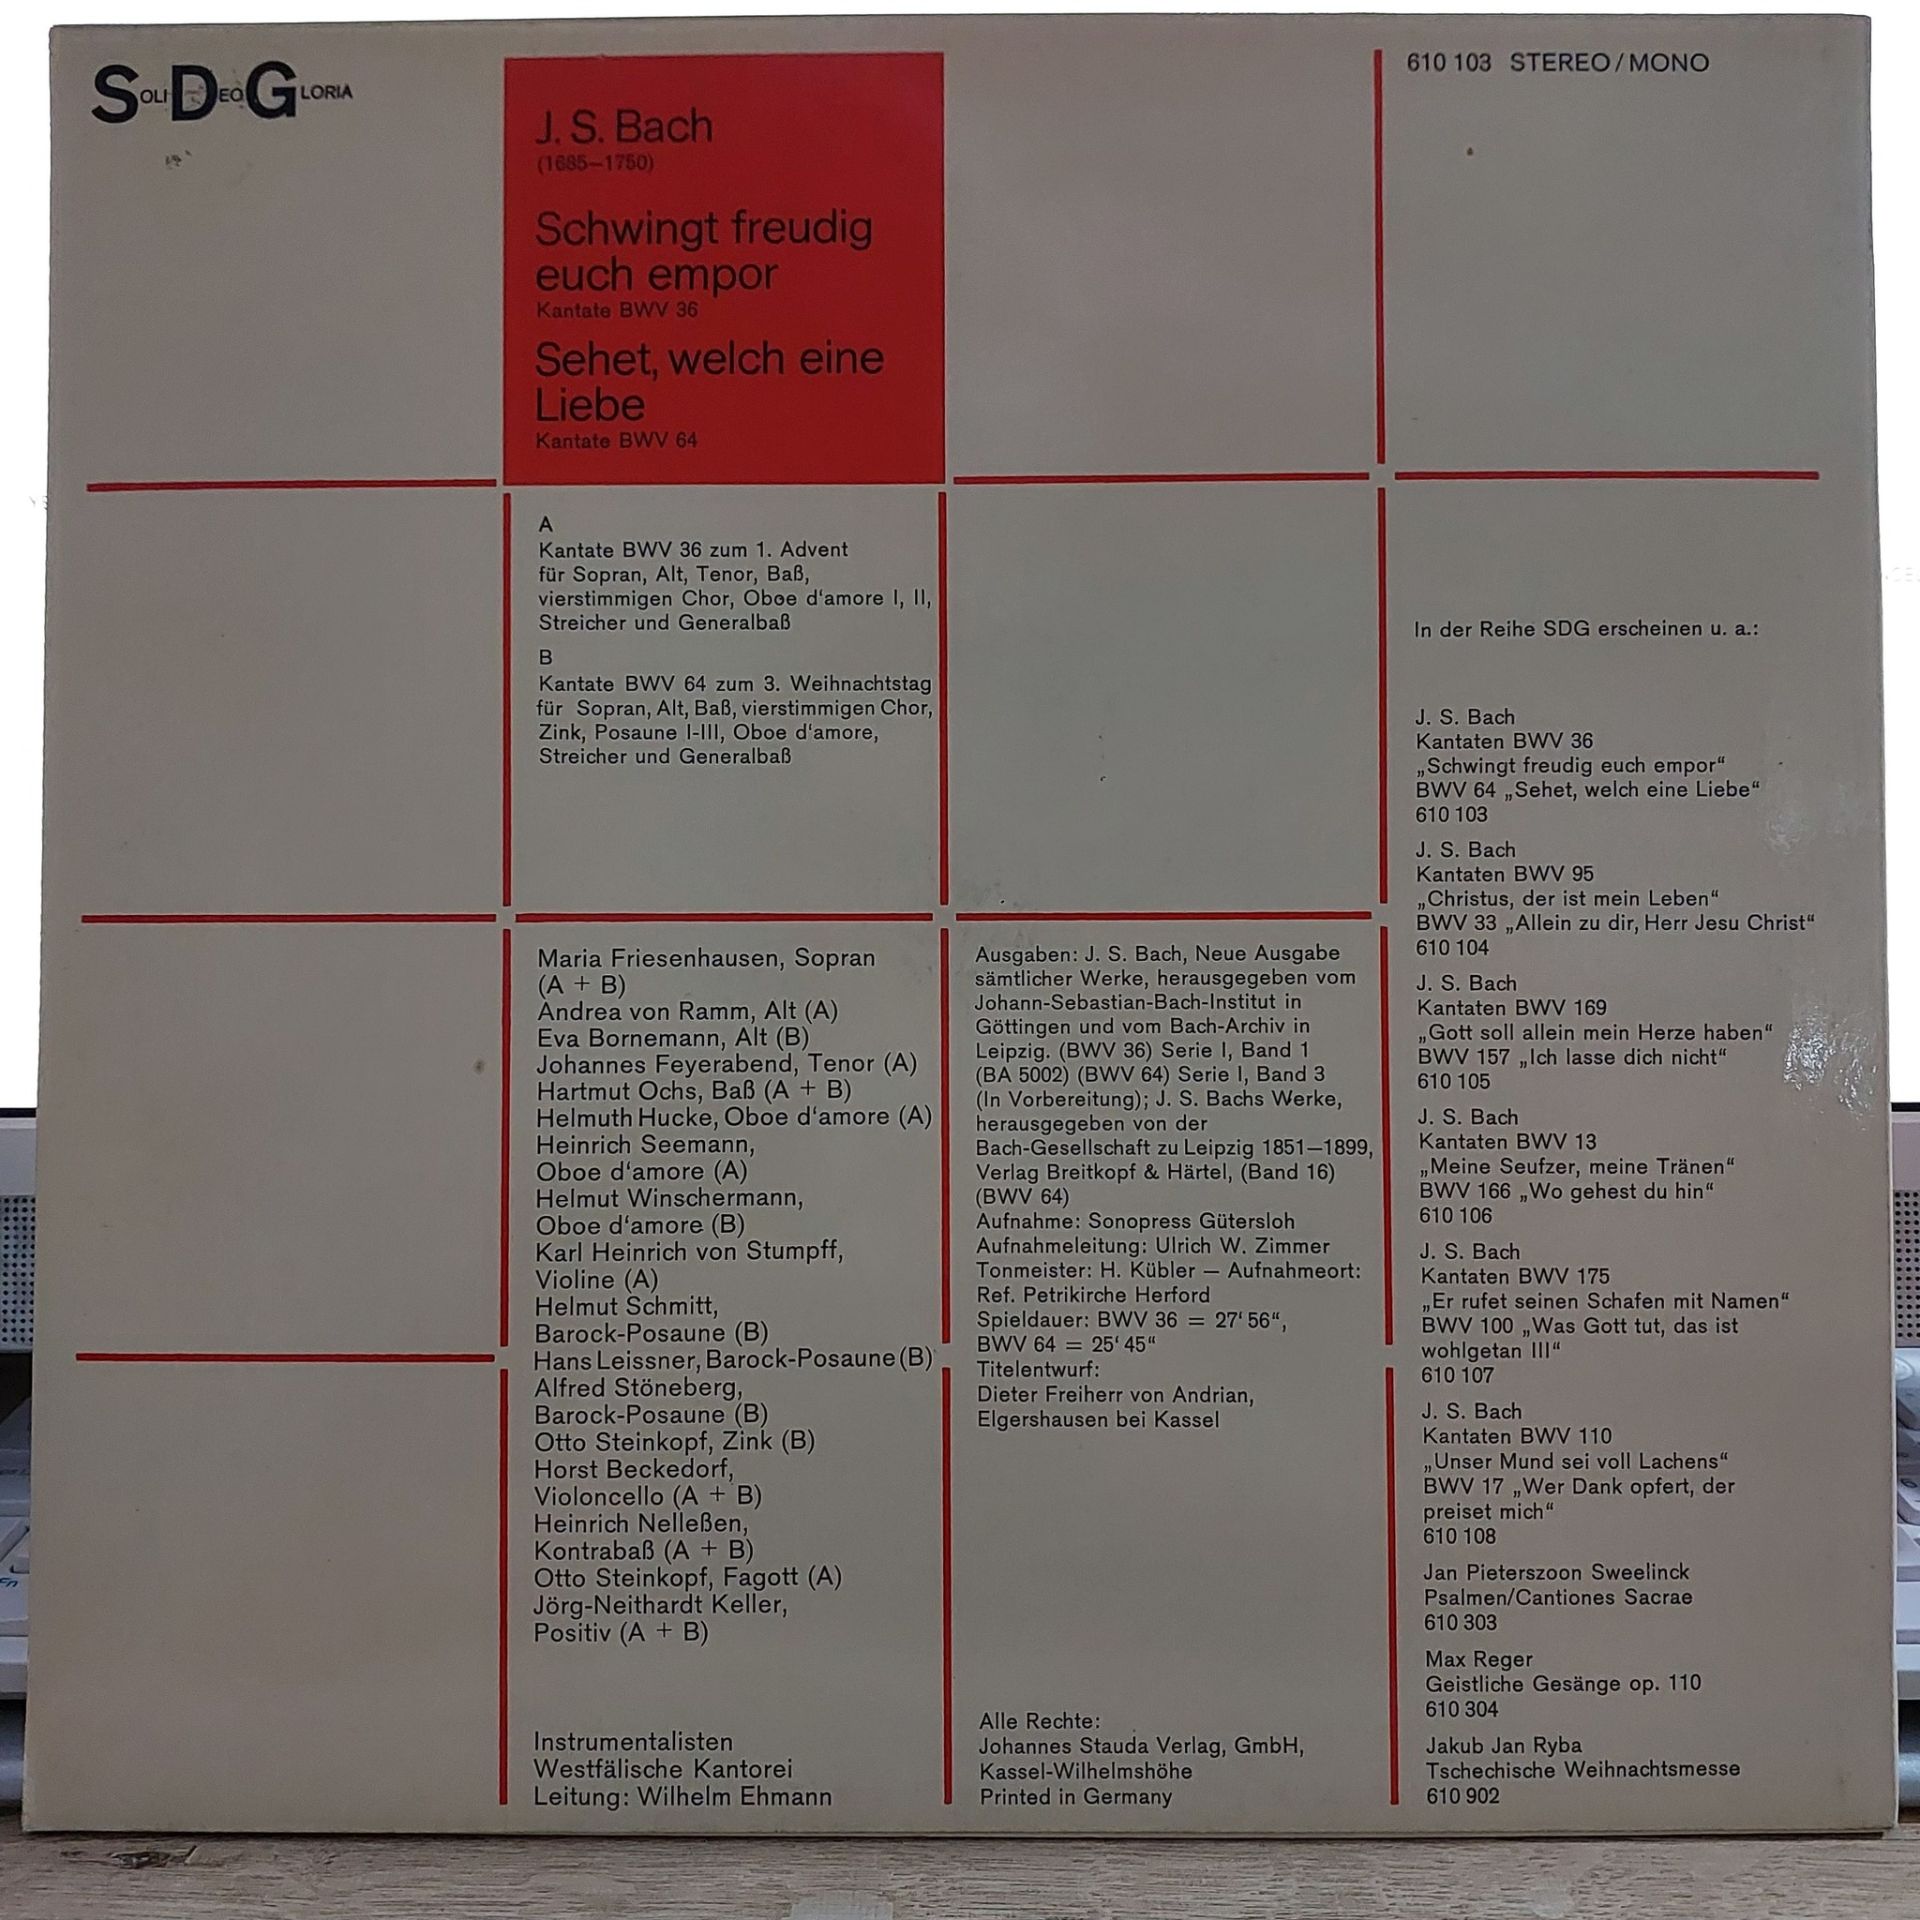 SOLI DEO GLORIA
J. S. Bach
(1685—1750)
Schwingt freudig
euch empor
Kantate BWV 36
Sehet, welch eine
Liebe
Kantate BWV 64
610 103 STEREO/MONO
A
Kantate BWV 36 zum 1. Advent
für Sopran, Alt, Tenor, Baß,
vierstimmigen Chor, Oboe d‘amore I, II,
Streicher und Generalbaß
B
Kantate BWV 64 zum 3. Weihnachtstag
für Sopran, Alt, Baß, vierstimmigen Chor,
Zink, Posaune I-III, Oboe d‘amore,
Streicher und Generalbaß
Maria Friesenhausen, Sopran
(A + B)
Andrea von Ramm, Alt (A)
Eva Bornemann, Alt (B)
Johannes Feyerabend, Tenor (A)
Hartmut Ochs, Baß (A + B)
Helmuth Hucke, Oboe d‘amore (A)
Heinrich Seemann,
Oboe d‘amore (A)
Helmut Winschermann,
Oboe d‘amore (B)
Karl Heinrich von Stumpff,
Violine (A)
Helmut Schmitt,
Barock-Posaune (B)
Hans Leissner, Barock-Posaune (B)
Alfred Stöneberg,
Barock-Posaune (B)
Otto Steinkopf, Zink (B)
Horst Beckedorf,
Violoncello (A + B)
Heinrich Nelleßen,
Kontrabaß (A + B)
Otto Steinkopf, Fagott (A)
Jörg-Neithardt Keller,
Positiv (A + B)
Instrumentalisten
Westfälische Kantorei
Leitung: Wilhelm Ehmann
Ausgaben: J. S. Bach, Neue Ausgabe
sämtlicher Werke, herausgegeben vom
Johann-Sebastian-Bach-Institut in
Göttingen und vom Bach-Archiv in
Leipzig. (BWV 36) Serie I, Band 1
(BA 5002) (BWV 64) Serie I, Band 3
(In Vorbereitung); J. S. Bachs Werke,
herausgegeben von der
Bach-Gesellschaft zu Leipzig 1851—1899,
Verlag Breitkopf & Härtel, (Band 16)
(BWV 64)
Aufnahme: Sonopress Gütersloh
Aufnahmeleitung: Ulrich W. Zimmer
Tonmeister: H. Kübler — Aufnahmeort:
Ref. Petrikirche Herford
Spieldauer: BWV 36 = 27‘ 56“,
BWV 64 = 25‘ 45“
Titelentwurf:
Dieter Freiherr von Andrian,
Elgershausen bei Kassel
Alle Rechte:
Johannes Stauda Verlag, GmbH,
Kassel-Wilhelmshöhe
Printed in Germany
In der Reihe SDG erscheinen u. a.:
J. S. Bach
Kantaten BWV 36
„Schwingt freudig euch empor“
BWV 64 „Sehet, welch eine Liebe“
610 103
J. S. Bach
Kantaten BWV 95
„Christus, der ist mein Leben“
BWV 33 „Allein zu dir, Herr Jesu Christ“
610 104
J. S. Bach
Kantaten BWV 169
„Gott soll allein mein Herze haben“
BWV 157 „Ich lasse dich nicht“
610 105
J. S. Bach
Kantaten BWV 13
„Meine Seufzer, meine Tränen“
BWV 166 „Wo gehest du hin“
610 106
J. S. Bach
Kantaten BWV 175
„Er rufet seinen Schafen mit Namen“
BWV 100 „Was Gott tut, das ist
wohlgetan III“
610 107
J. S. Bach
Kantaten BWV 110
„Unser Mund sei voll Lachens“
BWV 17 „Wer Dank opfert, der
preiset mich“
610 108
Jan Pieterszoon Sweelinck
Psalmen/Cantiones Sacrae
610 303
Max Reger
Geistliche Gesänge op. 110
610 304
Jakub Jan Ryba
Tschechische Weihnachtsmesse
610 902